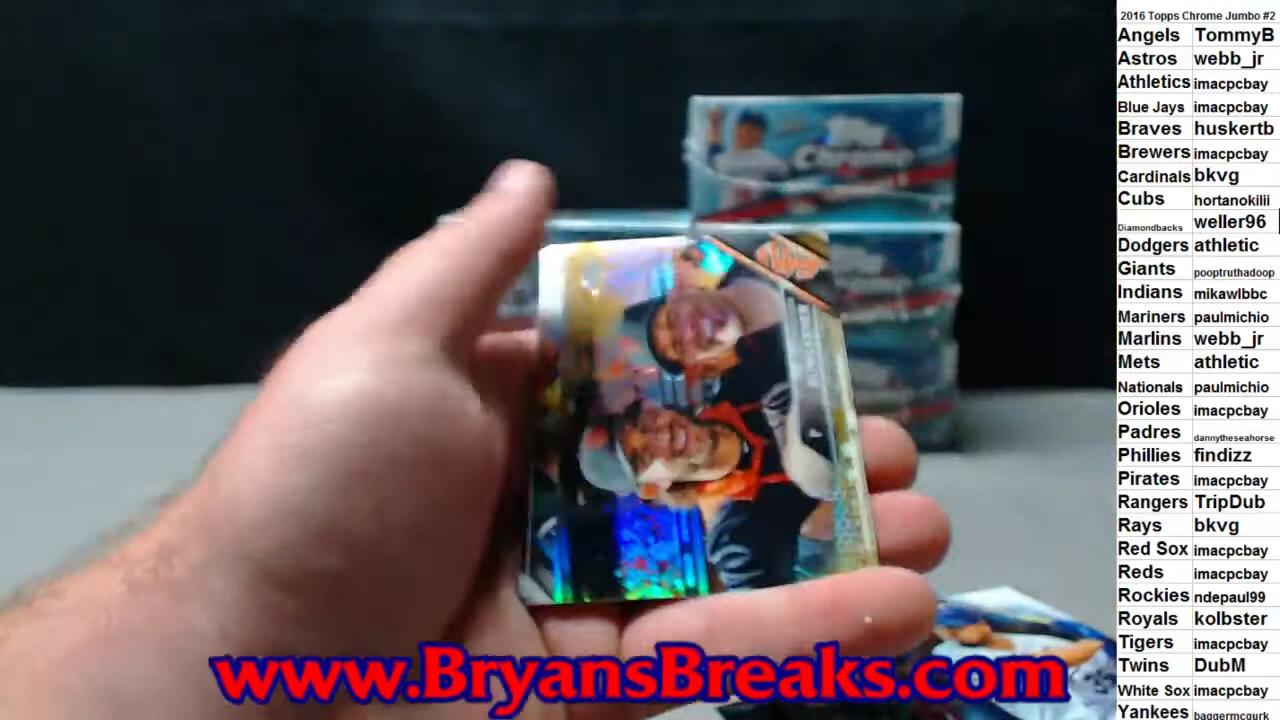 2016 Topps Chrome Jumbo #2
Angels TommyB
Astros webb_jr
Athletics imacpcbay
Blue Jays imacpcbay
Braves huskertb
Brewers imacpcbay
Cardinals bkvg
Cubs hortanokilii
Diamondbacks weller96
Dodgers athletic
Giants pooptruthadoop
Indians mikawlbbc
Mariners paulmichio
Marlins webb_jr
Mets athletic
Nationals paulmichio
Orioles imacpcbay
Padres dannytheseahorse
Phillies findizz
Pirates imacpcbay
Rangers TripDub
Rays bkvg
Red Sox imacpcbay
Reds imacpcbay
Rockies ndepaul99
Royals kolbster
Tigers imacpcbay
Twins DubM
White Sox imacpcbay
Yankees baggermcgurk
Topps
Chrome
www.BryansBreaks.com